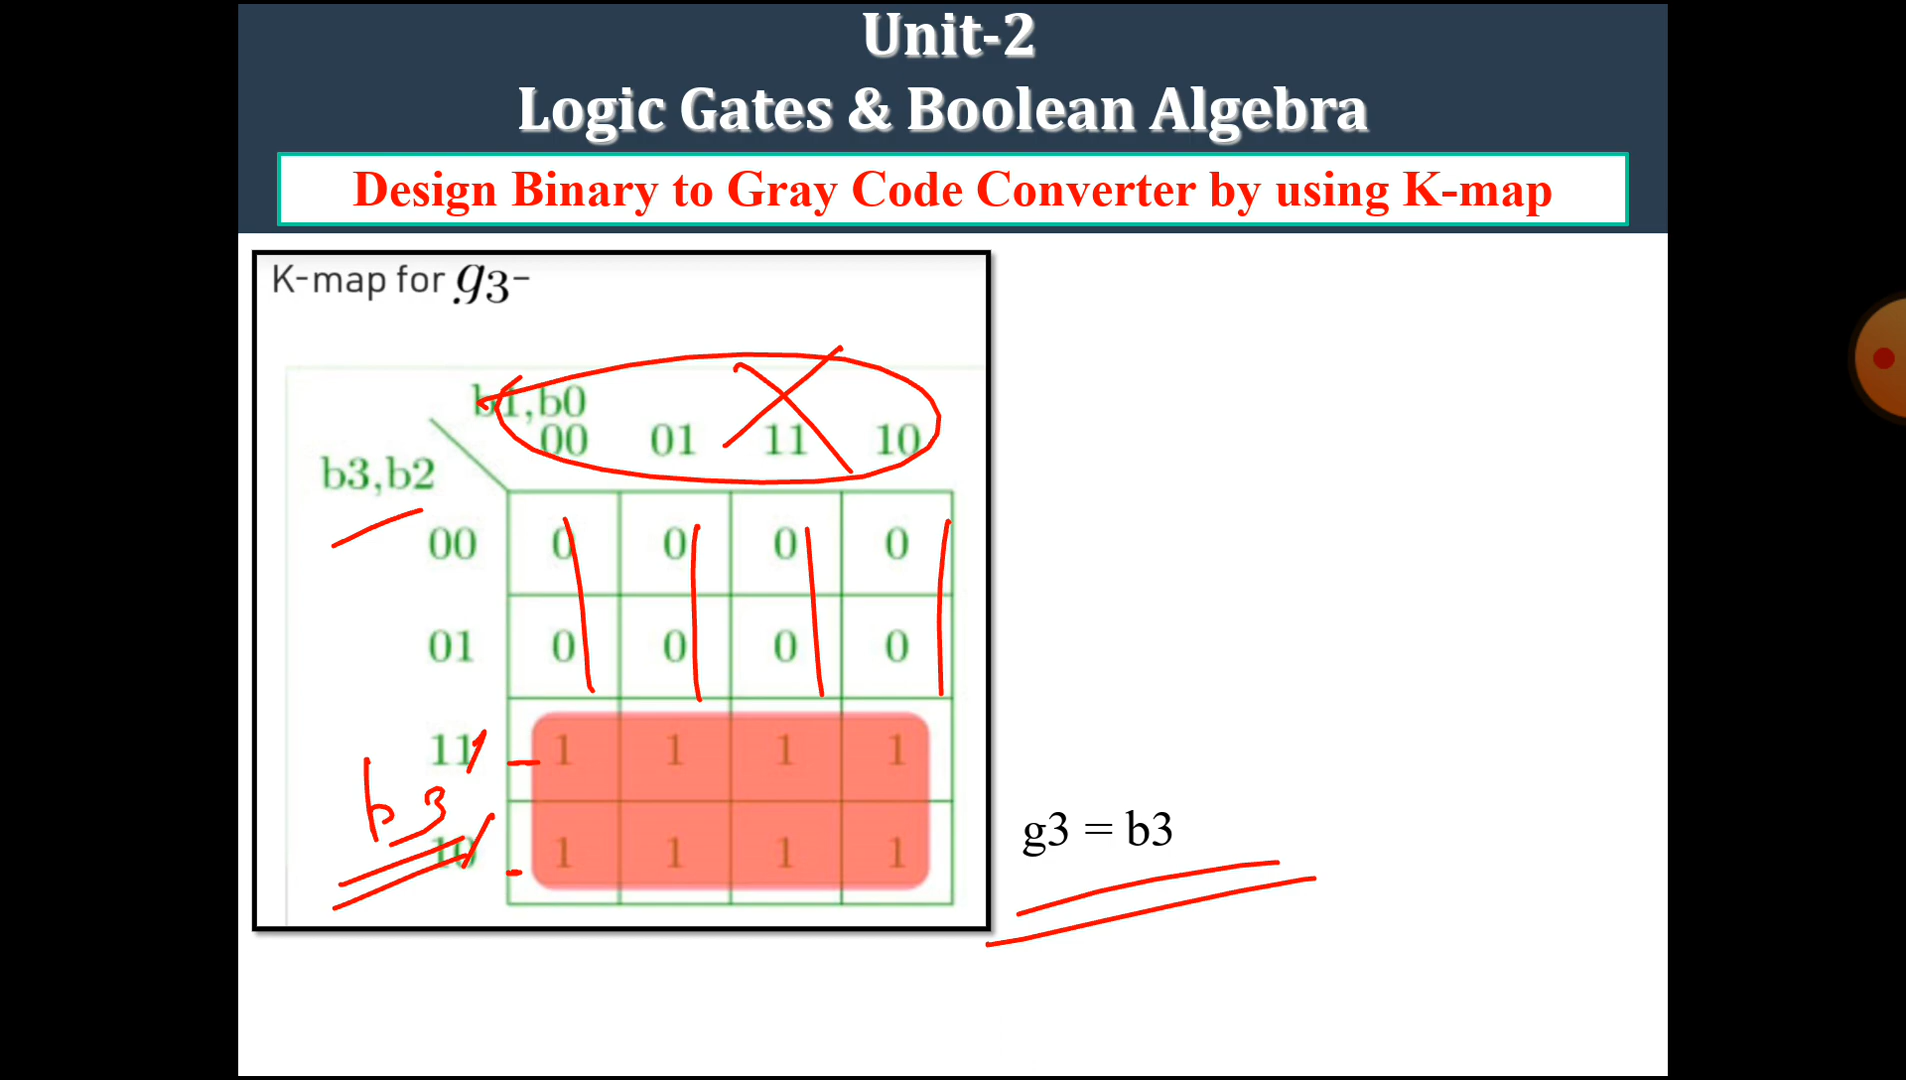 Unit-2
Logic Gates & Boolean Algebra
Design Binary to Gray Code Converter by using K-map
K-map for g3-
b1,b0
00 01 11 10
b3,b2
00 0 0 0 0
01 0 0 0 0
11 1 1 1 1
b3
10 1 1 1 1
g3 = b3